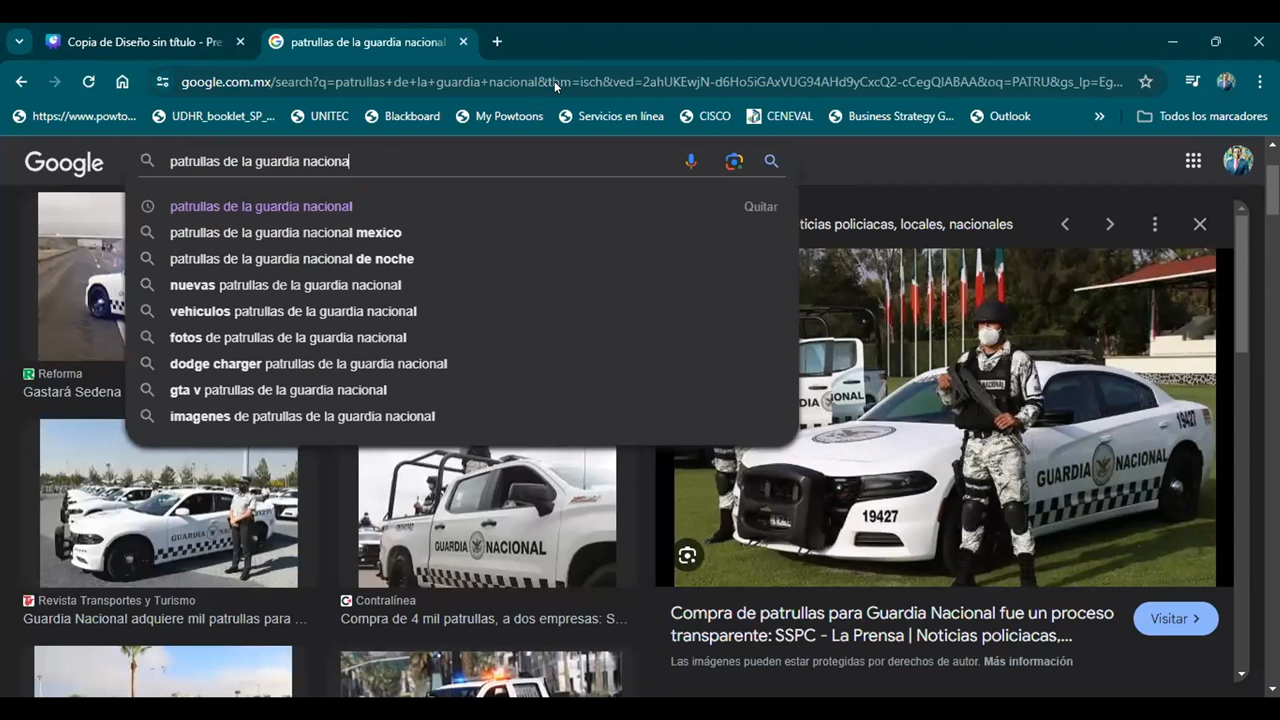 Copia de Diseño sin título - Pre
patrullas de la guardia nacional
google.com.mx/search?q=patrullas+de+la+guardia+nacional&tbm=isch&ved=2ahUKEwjN-d6Ho5iGAxVUG94AHd9yCxcQ2-cCegQIABAA&oq=PATRU&gs_lp=Eg...
https://www.powto...
UDHR_booklet_SP_...
UNITEC
Blackboard
My Powtoons
Servicios en línea
CISCO
CENEVAL
Business Strategy G...
Outlook
Todos los marcadores
Google
patrullas de la guardia naciona
patrullas de la guardia nacional
Quitar
patrullas de la guardia nacional mexico
patrullas de la guardia nacional de noche
nuevas patrullas de la guardia nacional
vehículos patrullas de la guardia nacional
fotos de patrullas de la guardia nacional
dodge charger patrullas de la guardia nacional
gta v patrullas de la guardia nacional
imagenes de patrullas de la guardia nacional
ticias policiacas, locales, nacionales
Reforma
Gastará Sedena
GUARDIA NACIONAL
Revista Transportes y Turismo
Guardia Nacional adquiere mil patrullas para ...
GUARDIA NACIONAL
Contralínea
Compra de 4 mil patrullas, a dos empresas: S...
19427
GUARDIA NACIONAL
19427
Compra de patrullas para Guardia Nacional fue un proceso
transparente: SSPC - La Prensa | Noticias policiacas,...
Visitar
Las imágenes pueden estar protegidas por derechos de autor. Más información